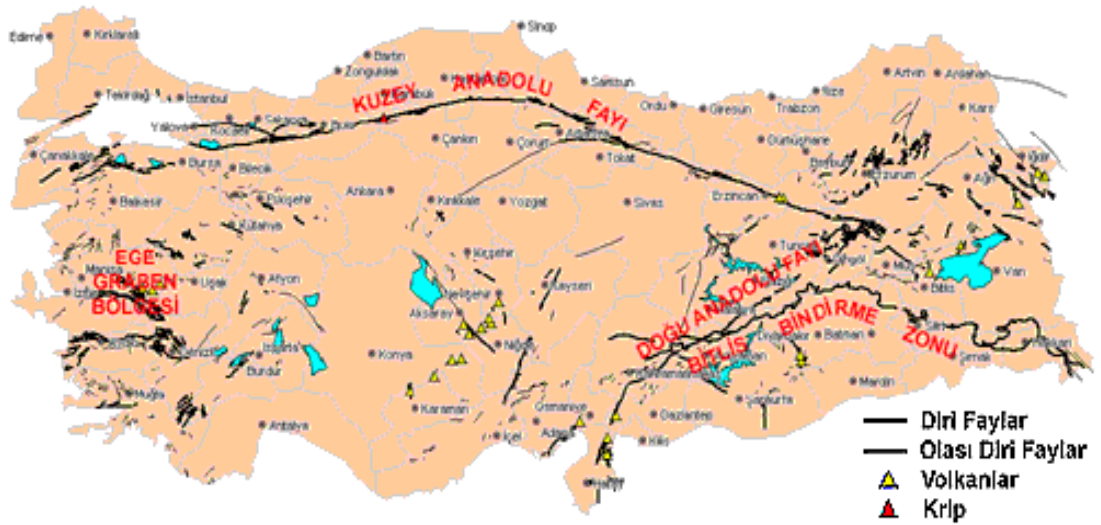 Sinop
Edirne
Kırklareli
Bartın
Zonguldak
KUZEY ANADOLU FAYI
Samsun
Artvin
Ardahan
Tekirdağ
İstanbul
Ordu
Giresun
Trabzon
Rize
Kars
Yalova
Kocaeli
Sakarya
Çankırı
Çorum
Amasya
Tokat
Gümüşhane
Bayburt
Erzurum
Iğdır
Ağrı
Çanakkale
Bursa
Bilecik
Ankara
Kırıkkale
Yozgat
Sivas
Erzincan
Balıkesir
Eskişehir
Kütahya
Kırşehir
EGE
GRABEN
BÖLGESİ
Manisa
Uşak
Afyon
Nevşehir
Kayseri
DOĞU ANADOLU FAYI
Bingöl
Muş
Bitlis
Van
Aksaray
Niğde
BİTLİS BİNDİRME ZONU
Batman
Siirt
Şırnak
Hakkari
Konya
Isparta
Burdur
Denizli
Muğla
Antalya
Karaman
İçel
Adana
Osmaniye
Gaziantep
Kilis
Şanlıurfa
Mardin
Hatay
Diri Faylar
Olası Diri Faylar
Volkanlar
Krip